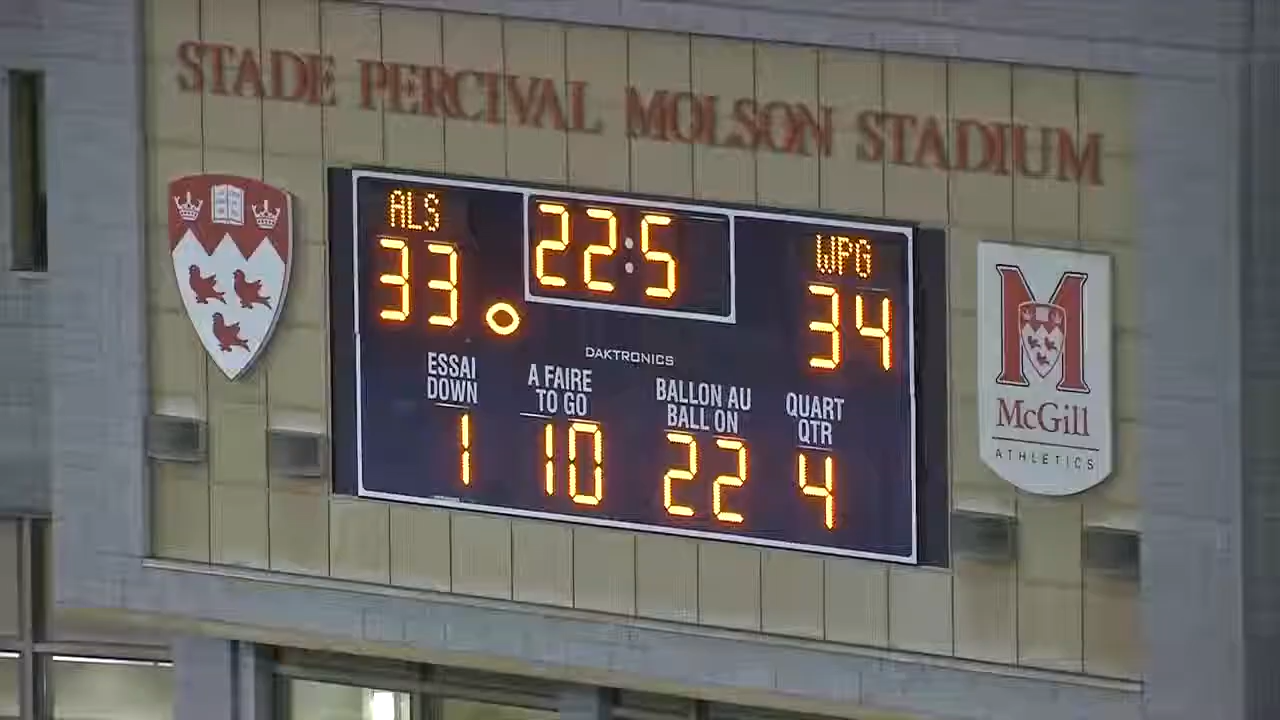 STADE PERCIVAL MOLSON STADIUM
ALS
22:5
WPG
33
34
DAKTRONICS
ESSAI
DOWN
A FAIRE
TO GO
BALLON AU
BALL ON
QUART
QTR
1
10
22
4
M
McGill
ATHLETICS